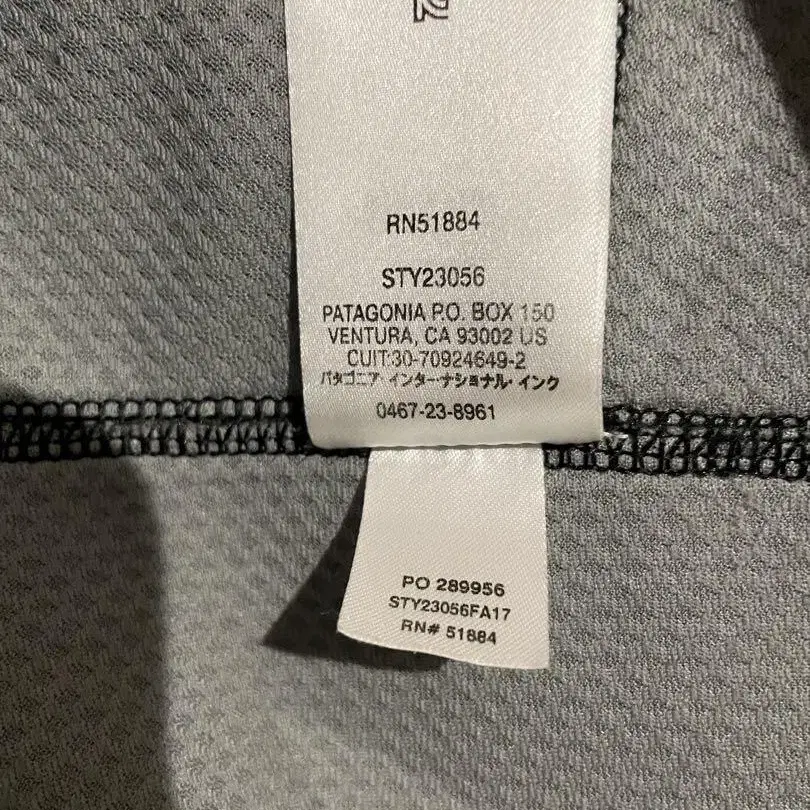 RN51884
STY23056
PATAGONIA P.O. BOX 150
VENTURA, CA 93002 US
CUIT:30-70924649-2
パタゴニア・インターナショナル・インク
0467-23-8961
PO 289956
STY23056FA17
RN# 51884